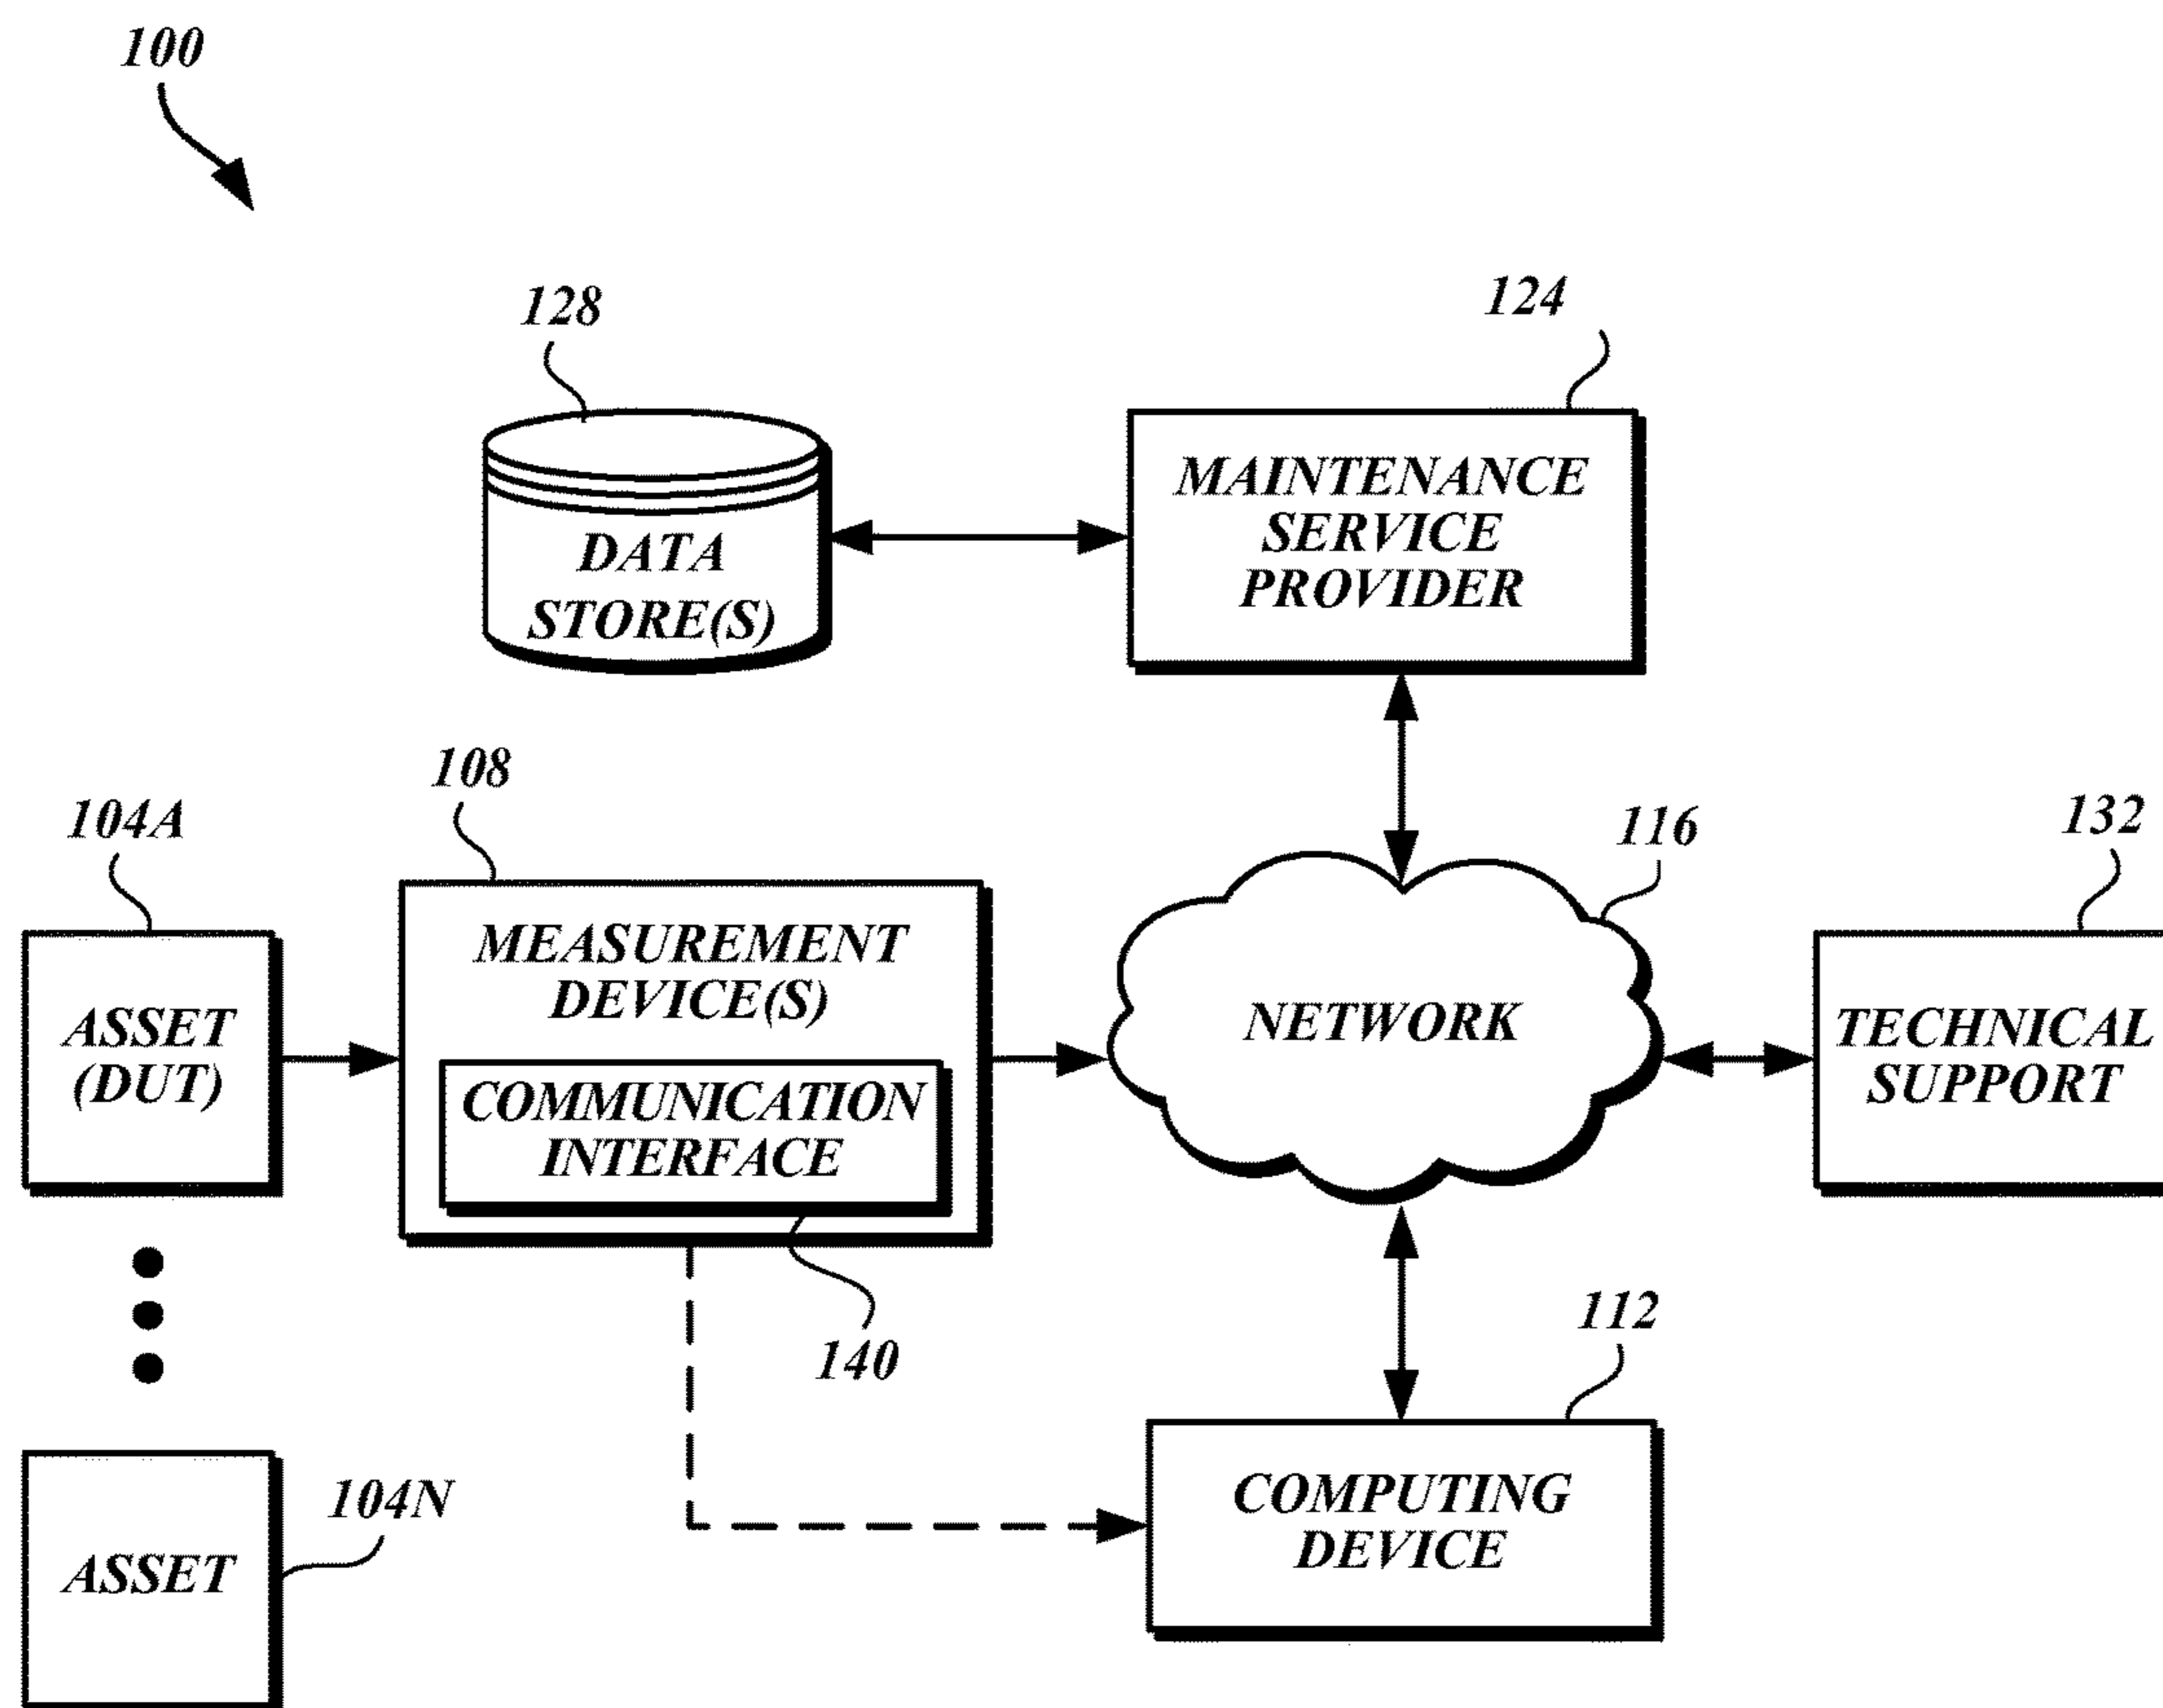 100
128
124
DATA
STORE(S)
MAINTENANCE
SERVICE
PROVIDER
104A
108
116
132
ASSET
(DUT)
MEASUREMENT
DEVICE(S)
COMMUNICATION
INTERFACE
NETWORK
TECHNICAL
SUPPORT
140
112
104N
ASSET
COMPUTING
DEVICE